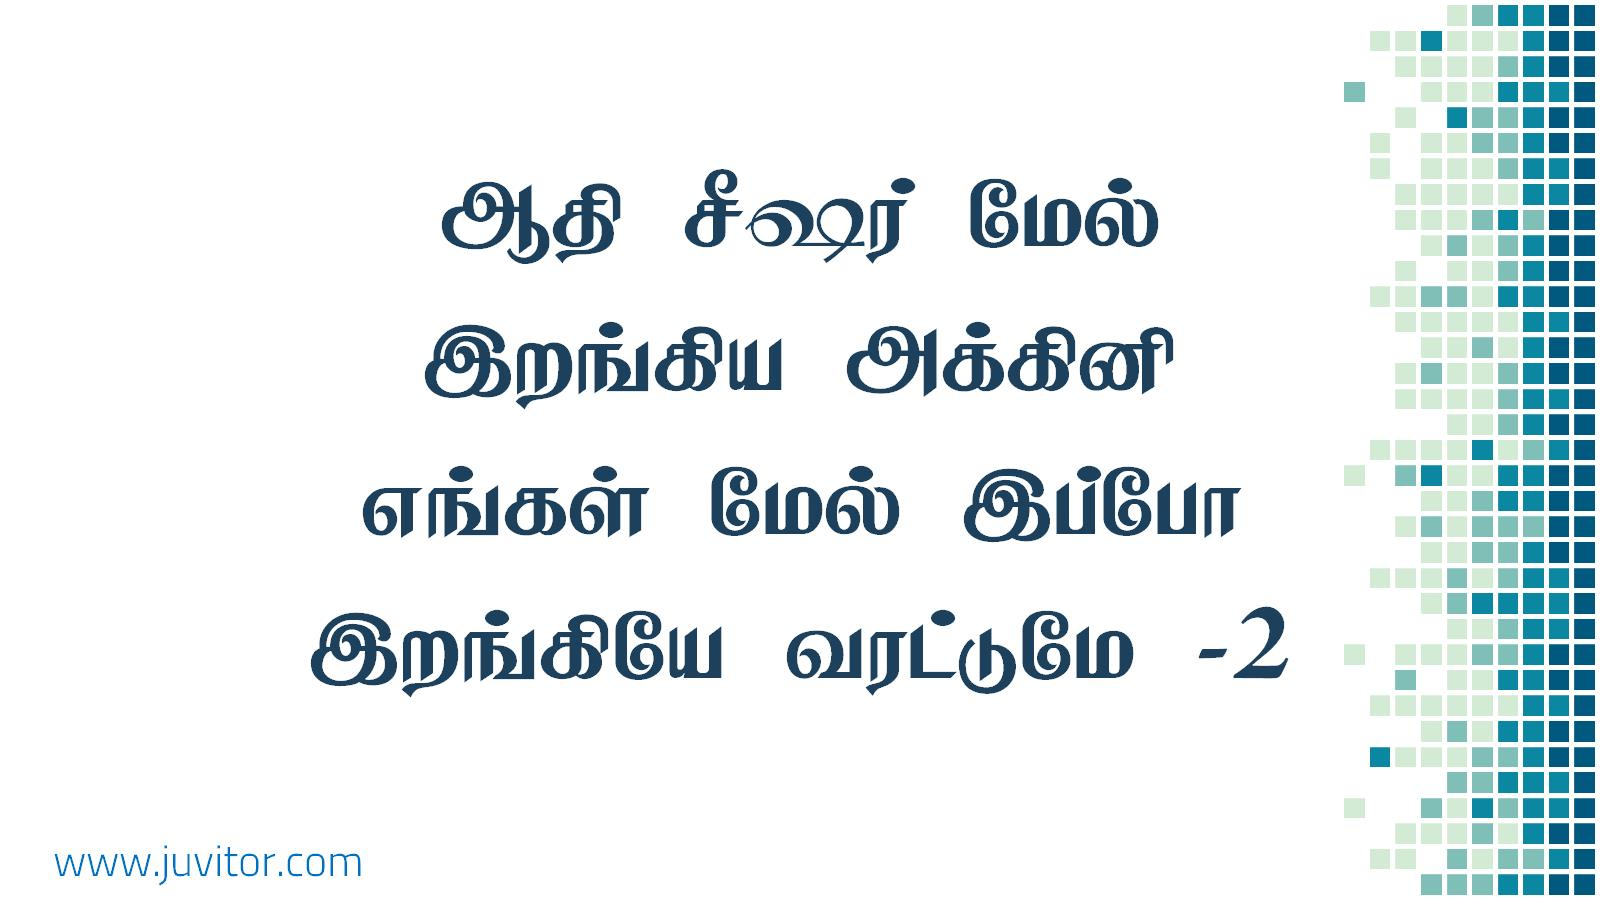 ஆதி சீஷர் மேல்
இறங்கிய அக்கினி
எங்கள் மேல் இப்போ
இறங்கியே வரட்டுமே -2
www.juvitor.com